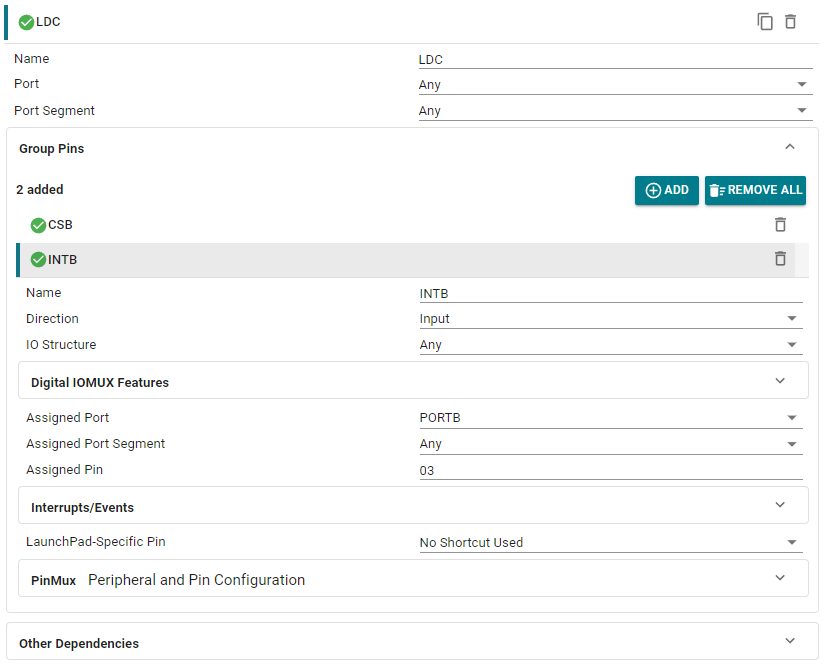 LDC
Name LDC
Port Any
Port Segment Any
Group Pins
2 added ADD REMOVE ALL
CSB
INTB
Name INTB
Direction Input
IO Structure Any
Digital IOMUX Features
Assigned Port PORTB
Assigned Port Segment Any
Assigned Pin 03
Interrupts/Events
LaunchPad-Specific Pin No Shortcut Used
PinMux Peripheral and Pin Configuration
Other Dependencies